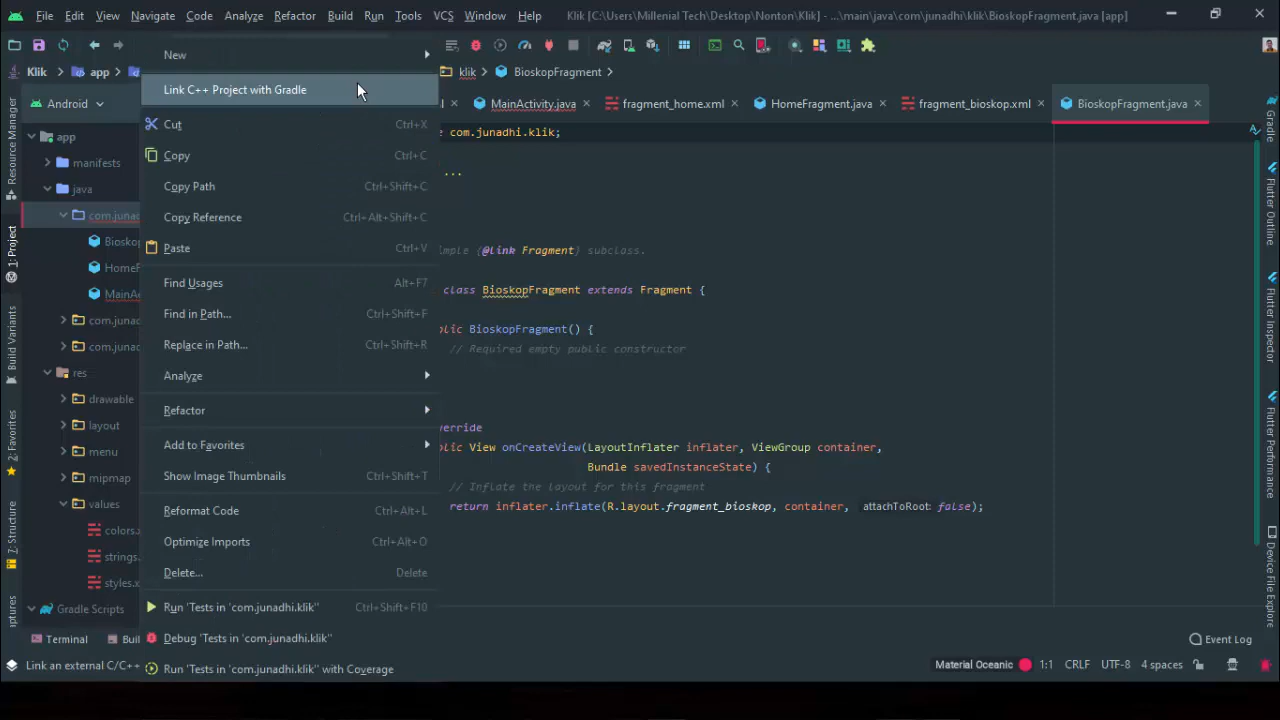 File Edit View Navigate Code Analyze Refactor Build Run Tools VCS Window Help Klik [C:\Users\Millenial Tech\Desktop\Nonton\Klik] - ...\main\java\com\junadhi\klik\BioskopFragment.java [app]
Klik app klik BioskopFragment
Android
MainActivity.java fragment_home.xml HomeFragment.java fragment_bioskop.xml BioskopFragment.java
app
manifests
java
com.junad
Biosko
HomeF
MainAc
com.junad
com.junad
res
drawable
layout
menu
mipmap
values
colors.x
strings.
styles.x
Gradle Scripts
New
Link C++ Project with Gradle
Cut Ctrl+X
Copy Ctrl+C
Copy Path Ctrl+Shift+C
Copy Reference Ctrl+Alt+Shift+C
Paste Ctrl+V
Find Usages Alt+F7
Find in Path... Ctrl+Shift+F
Replace in Path... Ctrl+Shift+R
Analyze
Refactor
Add to Favorites
Show Image Thumbnails Ctrl+Shift+T
Reformat Code Ctrl+Alt+L
Optimize Imports Ctrl+Alt+O
Delete... Delete
Run 'Tests in 'com.junadhi.klik'' Ctrl+Shift+F10
Debug 'Tests in 'com.junadhi.klik''
Run 'Tests in 'com.junadhi.klik'' with Coverage
e com.junadhi.klik;
...
imple {@link Fragment} subclass.
class BioskopFragment extends Fragment {
blic BioskopFragment() {
// Required empty public constructor
erride
blic View onCreateView(LayoutInflater inflater, ViewGroup container,
Bundle savedInstanceState) {
// Inflate the layout for this fragment
return inflater.inflate(R.layout.fragment_bioskop, container, attachToRoot: false);
Resource Manager
1: Project
Build Variants
2: Favorites
7: Structure
aptures
Gradle
Flutter Outline
Flutter Inspector
Flutter Performance
Device File Explore
Terminal Buil Event Log
Link an external C/C++ Material Oceanic 1:1 CRLF UTF-8 4 spaces